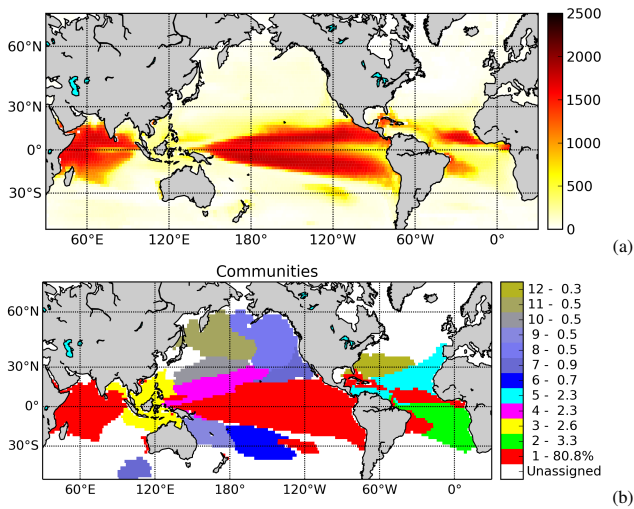 60°N
30°N
0°
30°S
60°E
120°E
180°
120°W
60°W
0°
2500
2000
1500
1000
500
0
(a)
Communities
60°N
30°N
0°
30°S
60°E
120°E
180°
120°W
60°W
0°
12 - 0.3
11 - 0.5
10 - 0.5
9 - 0.5
8 - 0.5
7 - 0.9
6 - 0.7
5 - 2.3
4 - 2.3
3 - 2.6
2 - 3.3
1 - 80.8%
Unassigned
(b)